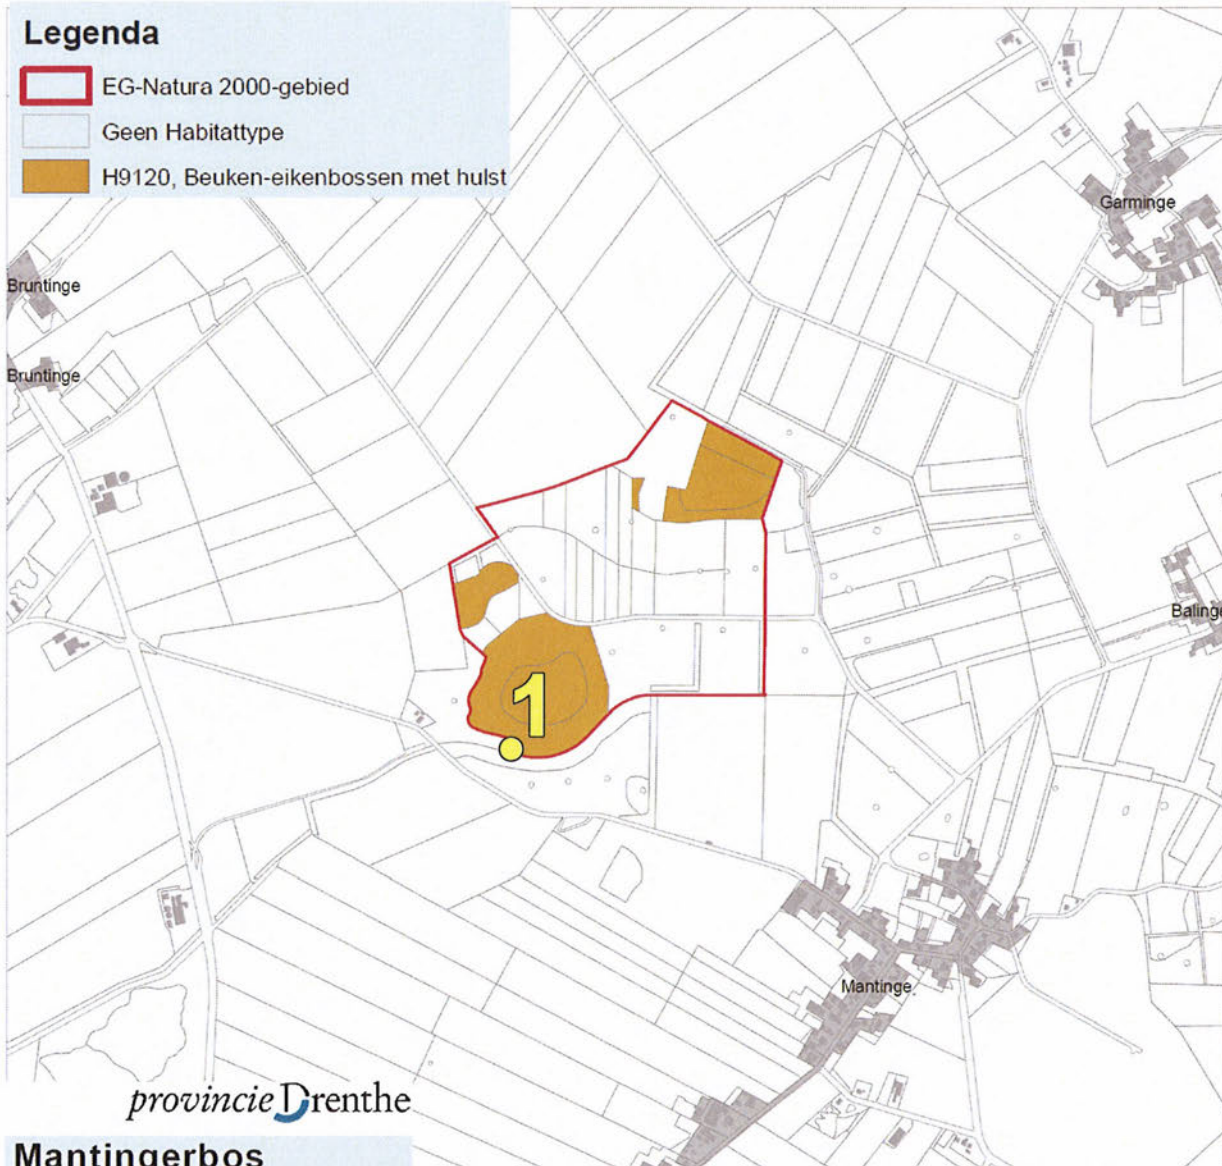 Legenda
EG-Natura 2000-gebied
Geen Habitattype
H9120, Beuken-eikenbossen met hulst
Garminge
Bruntinge
Bruntinge
Balinge
1
Mantinge
provincie Drenthe
Mantingerbos